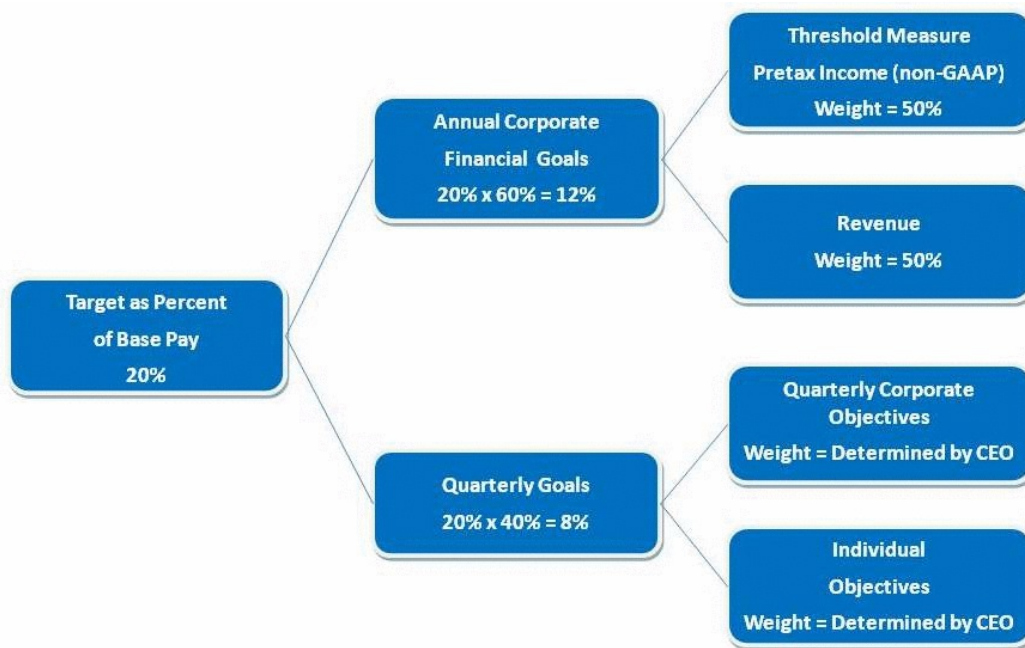 Target as Percent
of Base Pay
20%
Annual Corporate
Financial Goals
20% x 60% = 12%
Threshold Measure
Pretax Income (non-GAAP)
Weight = 50%
Revenue
Weight = 50%
Quarterly Goals
20% x 40% = 8%
Quarterly Corporate
Objectives
Weight = Determined by CEO
Individual
Objectives
Weight = Determined by CEO